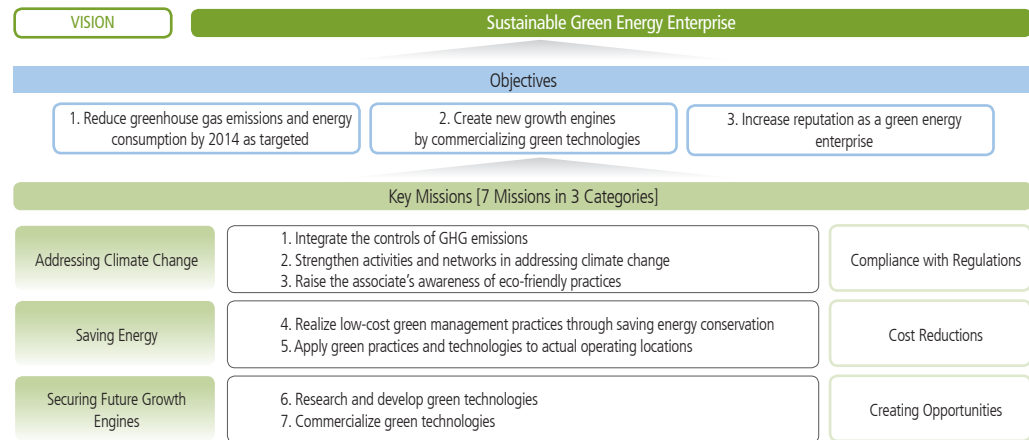 VISION
Sustainable Green Energy Enterprise
Objectives
1. Reduce greenhouse gas emissions and energy
consumption by 2014 as targeted
2. Create new growth engines
by commercializing green technologies
3. Increase reputation as a green energy
enterprise
Key Missions [7 Missions in 3 Categories]
Addressing Climate Change
1. Integrate the controls of GHG emissions
2. Strengthen activities and networks in addressing climate change
3. Raise the associate's awareness of eco-friendly practices
Compliance with Regulations
Saving Energy
4. Realize low-cost green management practices through saving energy conservation
5. Apply green practices and technologies to actual operating locations
Cost Reductions
Securing Future Growth
Engines
6. Research and develop green technologies
7. Commercialize green technologies
Creating Opportunities